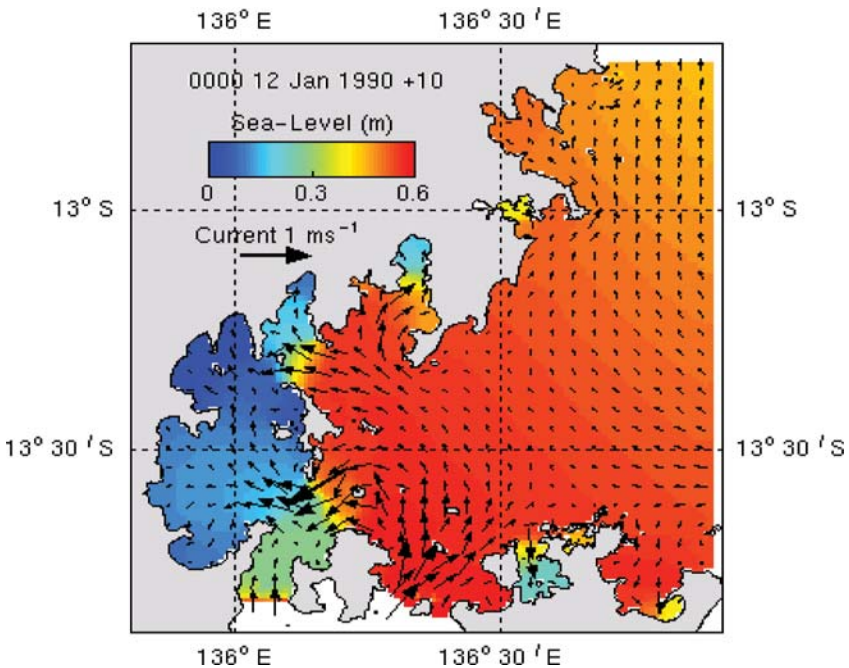 136° E 136° 30 ' E
0000 12 Jan 1990 +10
Sea-Level (m)
0 0.3 0.6
13° S 13° S
Current 1 ms⁻¹
13° 30 ' S 13° 30 ' S
136° E 136° 30 ' E